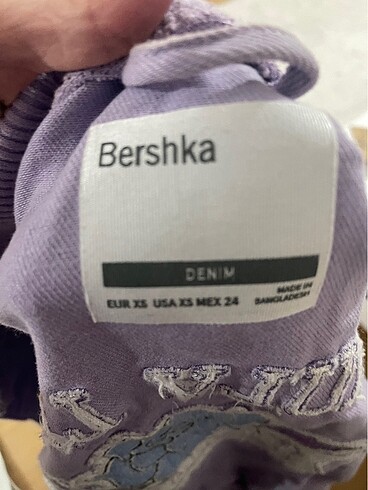 Bershka
DENIM
EUR XS USA XS MEX 24
MADE IN
BANGLADESH